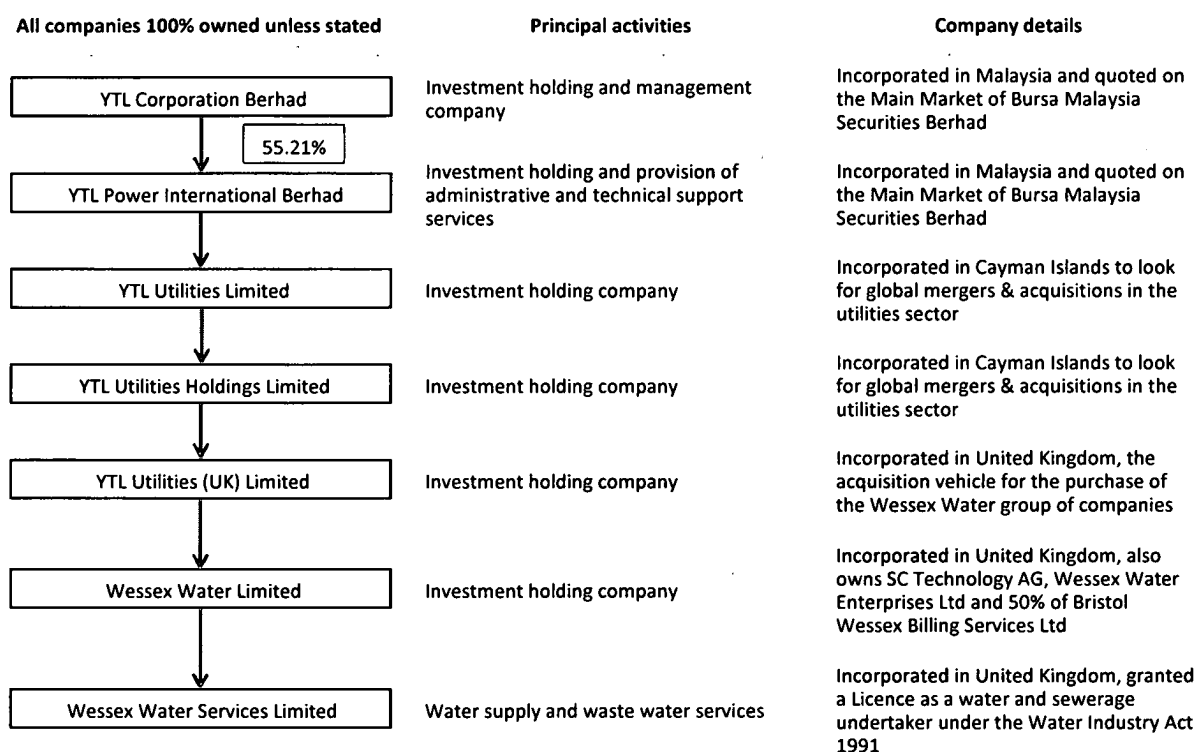 All companies 100% owned unless stated
Principal activities
Company details
YTL Corporation Berhad
Investment holding and management
company
Incorporated in Malaysia and quoted on
the Main Market of Bursa Malaysia
Securities Berhad
55.21%
YTL Power International Berhad
Investment holding and provision of
administrative and technical support
services
Incorporated in Malaysia and quoted on
the Main Market of Bursa Malaysia
Securities Berhad
YTL Utilities Limited
Investment holding company
Incorporated in Cayman Islands to look
for global mergers & acquisitions in the
utilities sector
YTL Utilities Holdings Limited
Investment holding company
Incorporated in Cayman Islands to look
for global mergers & acquisitions in the
utilities sector
YTL Utilities (UK) Limited
Investment holding company
Incorporated in United Kingdom, the
acquisition vehicle for the purchase of
the Wessex Water group of companies
Wessex Water Limited
Investment holding company
Incorporated in United Kingdom, also
owns SC Technology AG, Wessex Water
Enterprises Ltd and 50% of Bristol
Wessex Billing Services Ltd
Wessex Water Services Limited
Water supply and waste water services
Incorporated in United Kingdom, granted
a Licence as a water and sewerage
undertaker under the Water Industry Act
1991